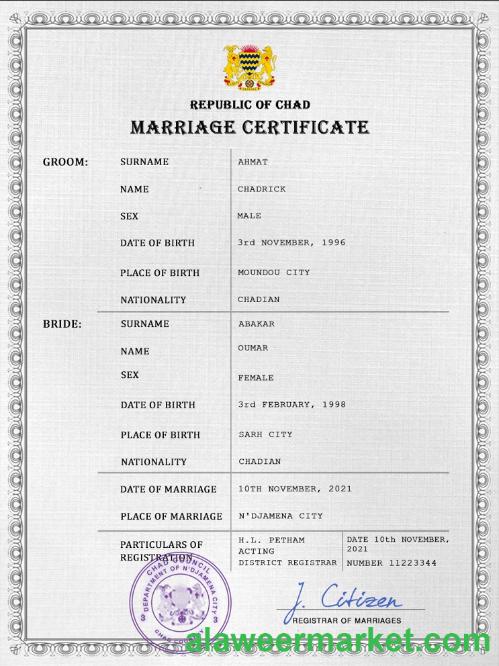 REPUBLIC OF CHAD
MARRIAGE CERTIFICATE
GROOM: SURNAME AHMAT
NAME CHADRICK
SEX MALE
DATE OF BIRTH 3rd NOVEMBER, 1996
PLACE OF BIRTH MOUNDOU CITY
NATIONALITY CHADIAN
BRIDE: SURNAME ABAKAR
NAME OUMAR
SEX FEMALE
DATE OF BIRTH 3rd FEBRUARY, 1998
PLACE OF BIRTH SARH CITY
NATIONALITY CHADIAN
DATE OF MARRIAGE 10TH NOVEMBER, 2021
PLACE OF MARRIAGE N'DJAMENA CITY
PARTICULARS OF
REGISTRATION
H.L. PETHAM
ACTING
DISTRICT REGISTRAR
DATE 10th NOVEMBER,
2021
NUMBER 11223344
CHAD COUNCIL
DEPARTMENT OF N'DJAMENA CITY
J. Citizen
REGISTRAR OF MARRIAGES
alaweermarket.com